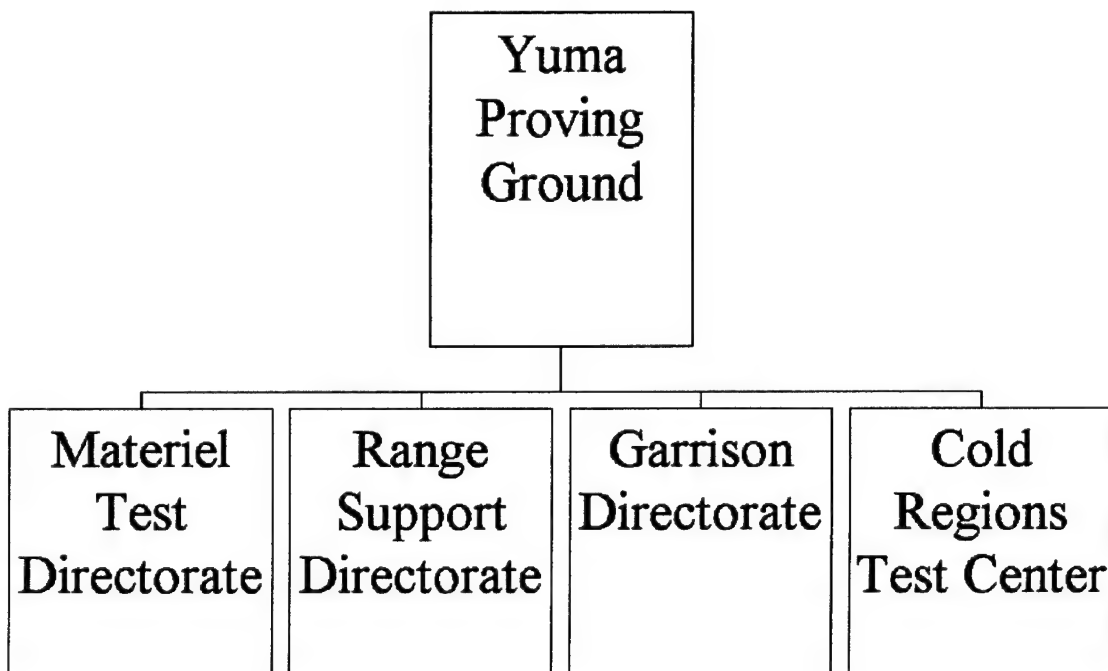 Yuma
Proving
Ground
Materiel
Test
Directorate
Range
Support
Directorate
Garrison
Directorate
Cold
Regions
Test Center